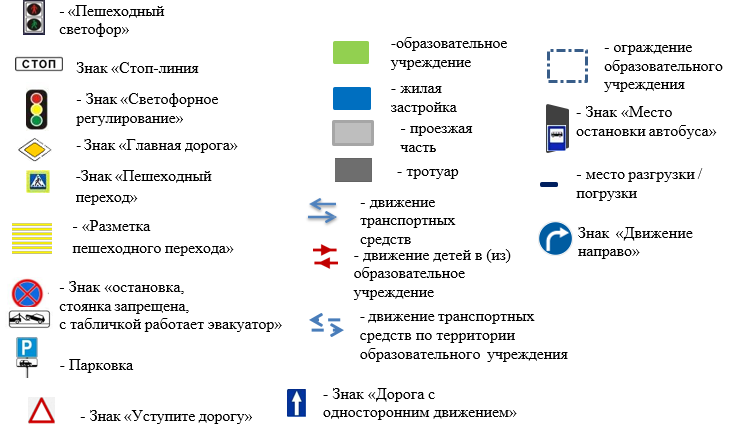 - «Пешеходный
светофор»
СТОП
Знак «Стоп-линия
- Знак «Светофорное
регулирование»
- Знак «Главная дорога»
-Знак «Пешеходный
переход»
- «Разметка
пешеходного перехода»
- Знак «остановка,
стоянка запрещена,
с табличкой работает эвакуатор»
P
- Парковка
- Знак «Уступите дорогу»
-образовательное
учреждение
- жилая
застройка
- проезжая
часть
- тротуар
- движение
транспортных
средств
- движение детей в (из)
образовательное
учреждение
- движение транспортных
средств по территории
образовательного учреждения
- Знак «Дорога с
односторонним движением»
- ограждение
образовательного
учреждения
- Знак «Место
остановки автобуса»
- место разгрузки /
погрузки
Знак «Движение
направо»